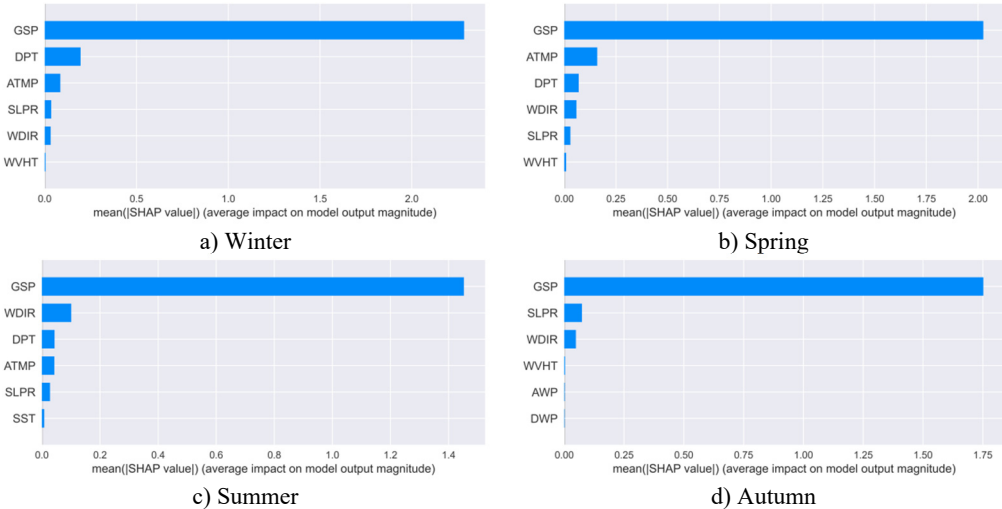 GSP
DPT
ATMP
SLPR
WDIR
WVHT
0.0 0.5 1.0 1.5 2.0
mean(|SHAP value|) (average impact on model output magnitude)
a) Winter
GSP
ATMP
DPT
WDIR
SLPR
WVHT
0.00 0.25 0.50 0.75 1.00 1.25 1.50 1.75 2.00
mean(|SHAP value|) (average impact on model output magnitude)
b) Spring
GSP
WDIR
DPT
ATMP
SLPR
SST
0.0 0.2 0.4 0.6 0.8 1.0 1.2 1.4
mean(|SHAP value|) (average impact on model output magnitude)
c) Summer
GSP
SLPR
WDIR
WVHT
AWP
DWP
0.00 0.25 0.50 0.75 1.00 1.25 1.50 1.75
mean(|SHAP value|) (average impact on model output magnitude)
d) Autumn